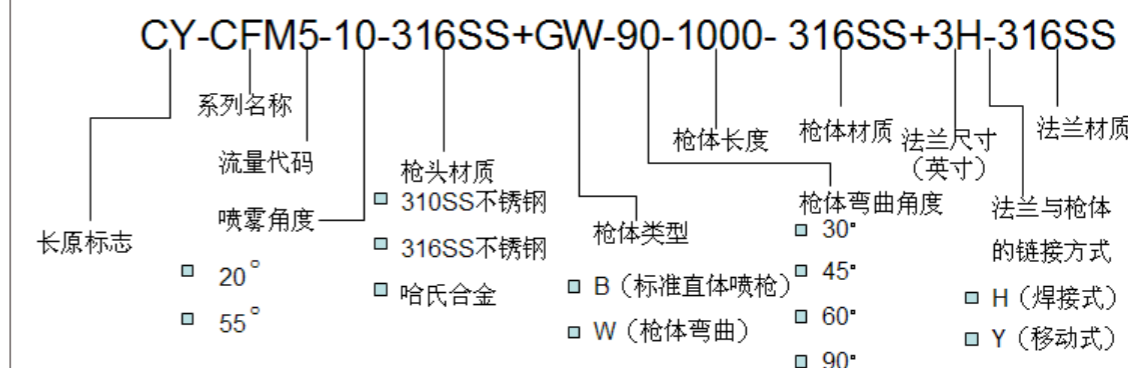 CY-CFM5-10-316SS+GW-90-1000- 316SS+3H-316SS
系列名称
流量代码
喷雾角度
长原标志
20°
55°
枪头材质
310SS不锈钢
316SS不锈钢
哈氏合金
枪体类型
B（标准直体喷枪）
W（枪体弯曲）
枪体长度
枪体材质
枪体弯曲角度
30°
45°
60°
90°
法兰尺寸
（英寸）
法兰材质
法兰与枪体
的链接方式
H（焊接式）
Y（移动式）